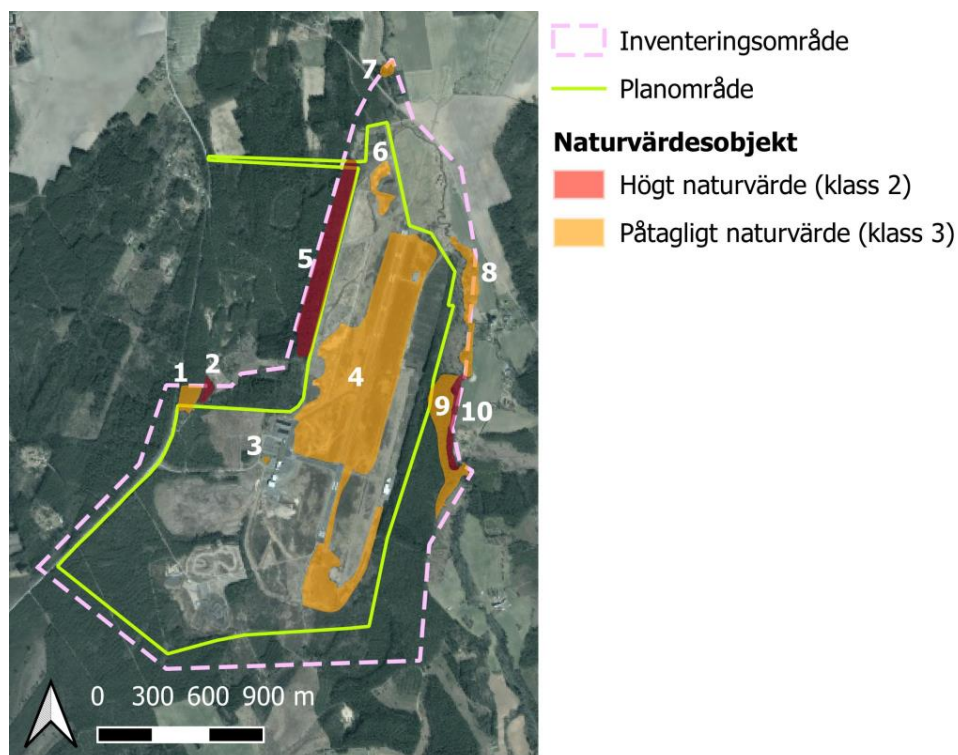 Inventeringsområde
Planområde
Naturvärdesobjekt
Högt naturvärde (klass 2)
Påtagligt naturvärde (klass 3)
7
6
5
8
1
2
4
9
10
3
0 300 600 900 m